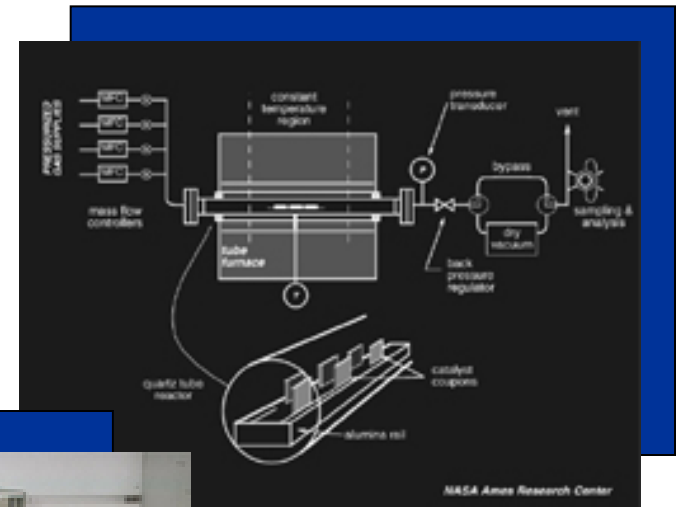 PRESSURIZED
GAS SUPPLIES
MFC
MFC
MFC
MFC
mass flow
controllers
constant
temperature
region
tube
furnace
T
pressure
transducer
P
back
pressure
regulator
bypass
dry
vacuum
vent
sampling &
analysis
quartz tube
reactor
catalyst
coupons
alumina rail
NASA Ames Research Center